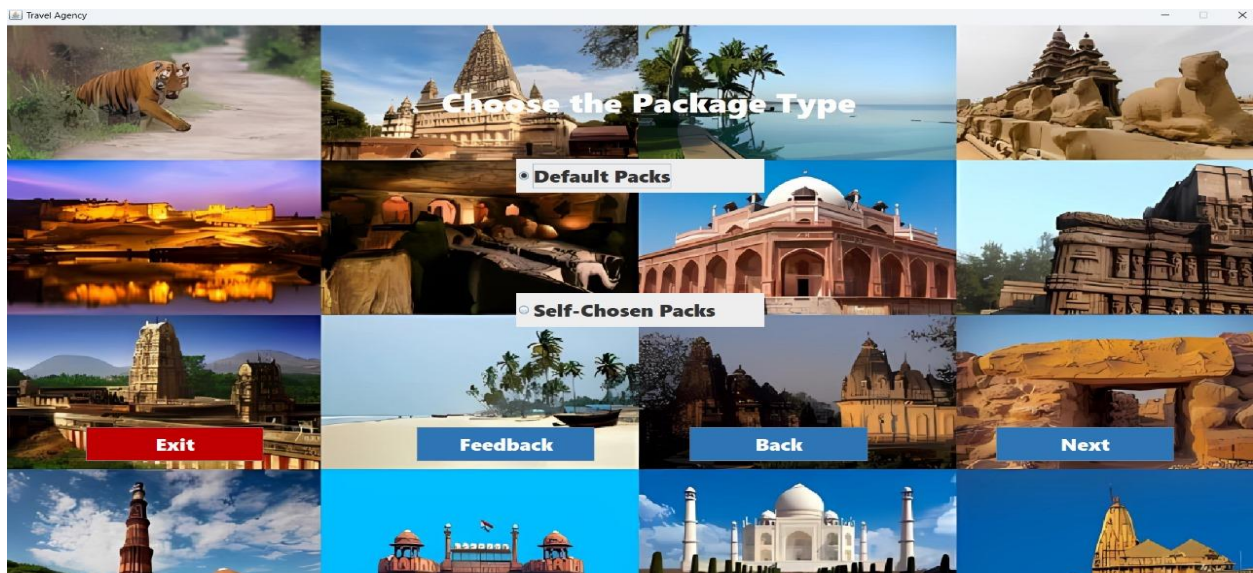 Travel Agency
Choose the Package Type
Default Packs
Self-Chosen Packs
Exit
Feedback
Back
Next